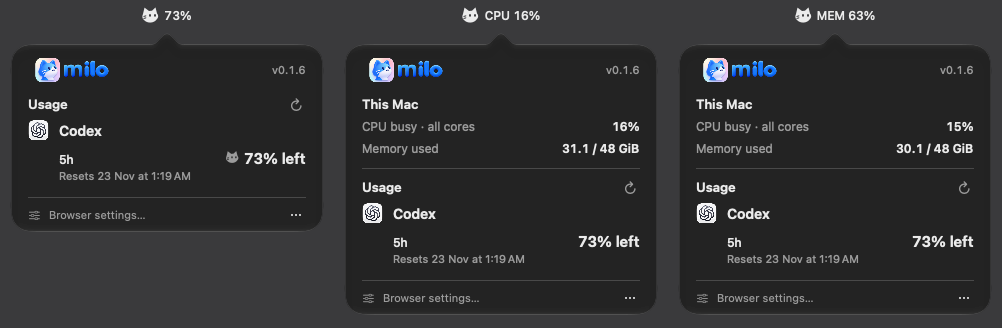 73%
milo v0.1.6
Usage
Codex
5h 73% left
Resets 23 Nov at 1:19 AM
Browser settings...
CPU 16%
milo v0.1.6
This Mac
CPU busy · all cores 16%
Memory used 31.1 / 48 GiB
Usage
Codex
5h 73% left
Resets 23 Nov at 1:19 AM
Browser settings...
MEM 63%
milo v0.1.6
This Mac
CPU busy · all cores 15%
Memory used 30.1 / 48 GiB
Usage
Codex
5h 73% left
Resets 23 Nov at 1:19 AM
Browser settings...